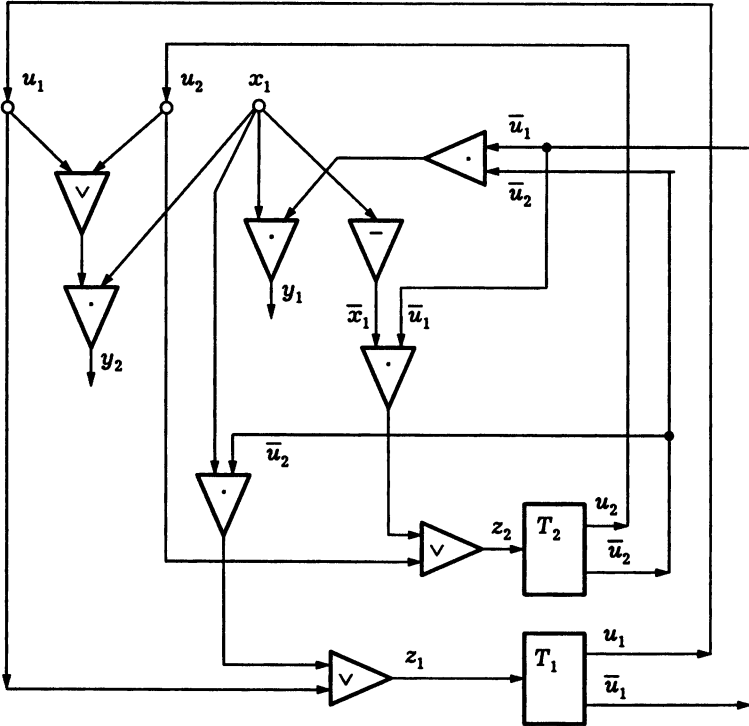 u₁ u₂ x₁
ū₁
∨ ·
ū₂
· −
y₁
x̄₁ ū₁
·
y₂
·
ū₂
·
u₂
z₂ T₂
∨
ū₂
u₁
z₁ T₁
∨
ū₁